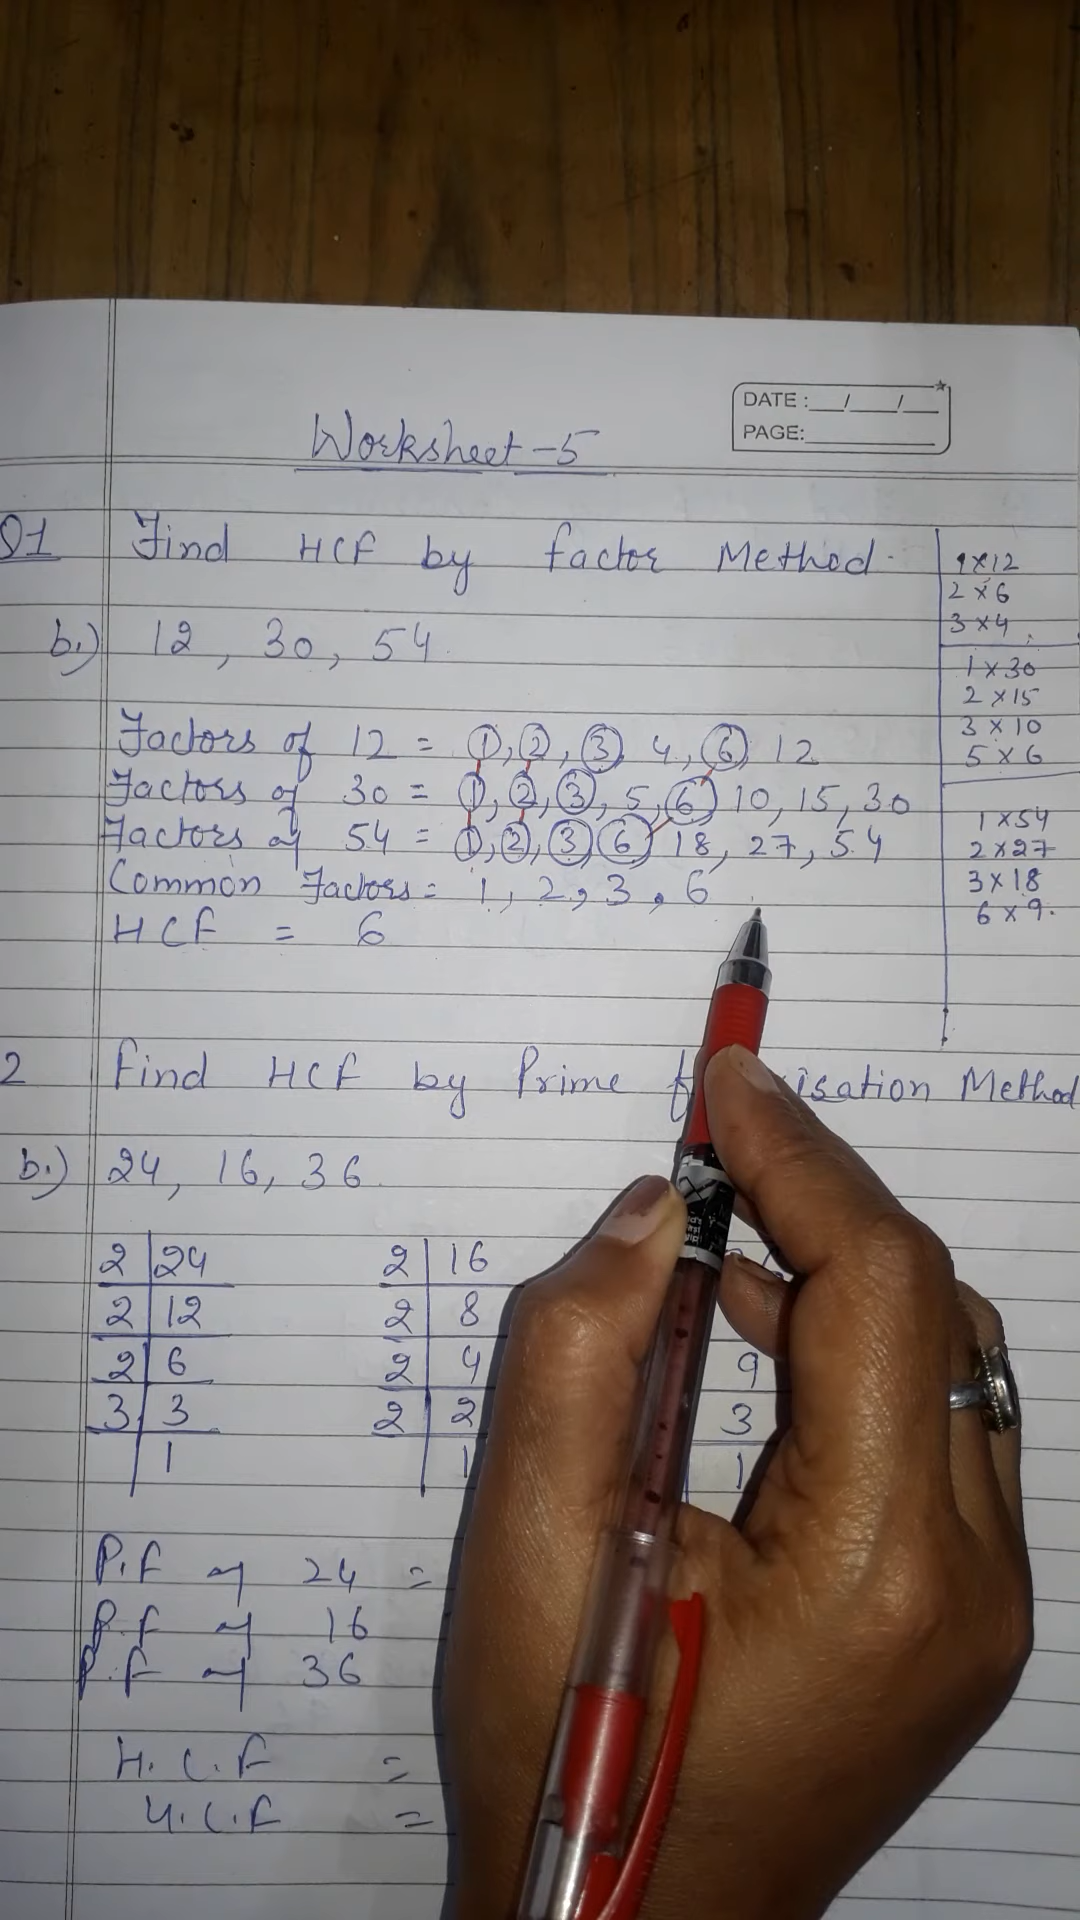 DATE : __/__/__
PAGE:
Worksheet-5
Q1 Find HCF by factor Method.
b.) 12, 30, 54
Factors of 12 = 1, 2, 3, 4, 6, 12
Factors of 30 = 1, 2, 3, 5, 6, 10, 15, 30
Factors of 54 = 1, 2, 3, 6 18, 27, 54
Common Factors = 1, 2, 3, 6
HCF = 6
1×12
2×6
3×4
1×30
2×15
3×10
5×6
1×54
2×27
3×18
6×9.
2 Find HCF by Prime Method
b.) 24, 16, 36
2 24
2 12
2 6
3 3
1
2 16
2 8
2 4
2 2
1
9
3
1
P.F of 24 =
P.F of 16
P.F of 36
H.C.F =
H.C.F =